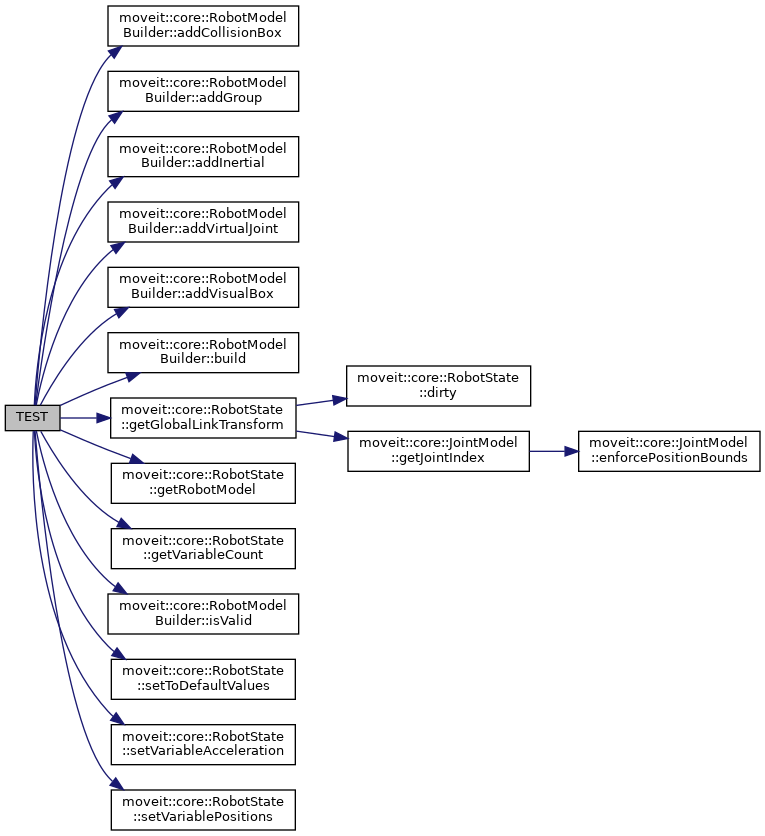 moveit::core::RobotModel
Builder::addCollisionBox
moveit::core::RobotModel
Builder::addGroup
moveit::core::RobotModel
Builder::addInertial
moveit::core::RobotModel
Builder::addVirtualJoint
moveit::core::RobotModel
Builder::addVisualBox
moveit::core::RobotModel
Builder::build
TEST
moveit::core::RobotState
::getGlobalLinkTransform
moveit::core::RobotState
::dirty
moveit::core::JointModel
::getJointIndex
moveit::core::JointModel
::enforcePositionBounds
moveit::core::RobotState
::getRobotModel
moveit::core::RobotState
::getVariableCount
moveit::core::RobotModel
Builder::isValid
moveit::core::RobotState
::setToDefaultValues
moveit::core::RobotState
::setVariableAcceleration
moveit::core::RobotState
::setVariablePositions